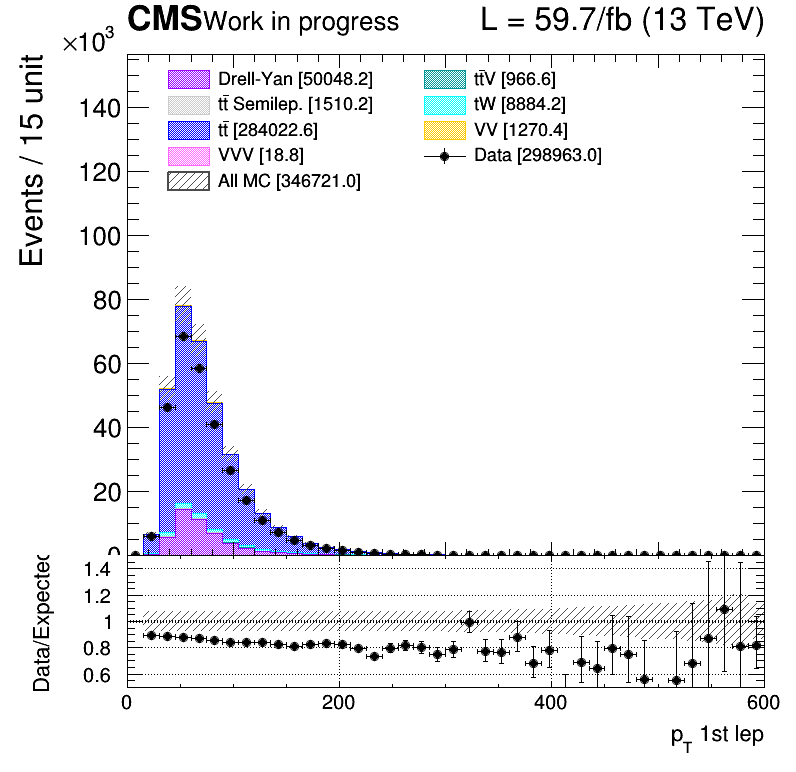 CMS Work in progress L = 59.7/fb (13 TeV)
×10³
Events / 15 unit
140
120
100
80
60
40
20
0
Drell-Yan [50048.2]
tt̄ Semilep. [1510.2]
tt̄ [284022.6]
VVV [18.8]
All MC [346721.0]
tt̄V [966.6]
tW [8884.2]
VV [1270.4]
Data [298963.0]
Data/Expected
1.4
1.2
1
0.8
0.6
0 200 400 600
p_T 1st lep